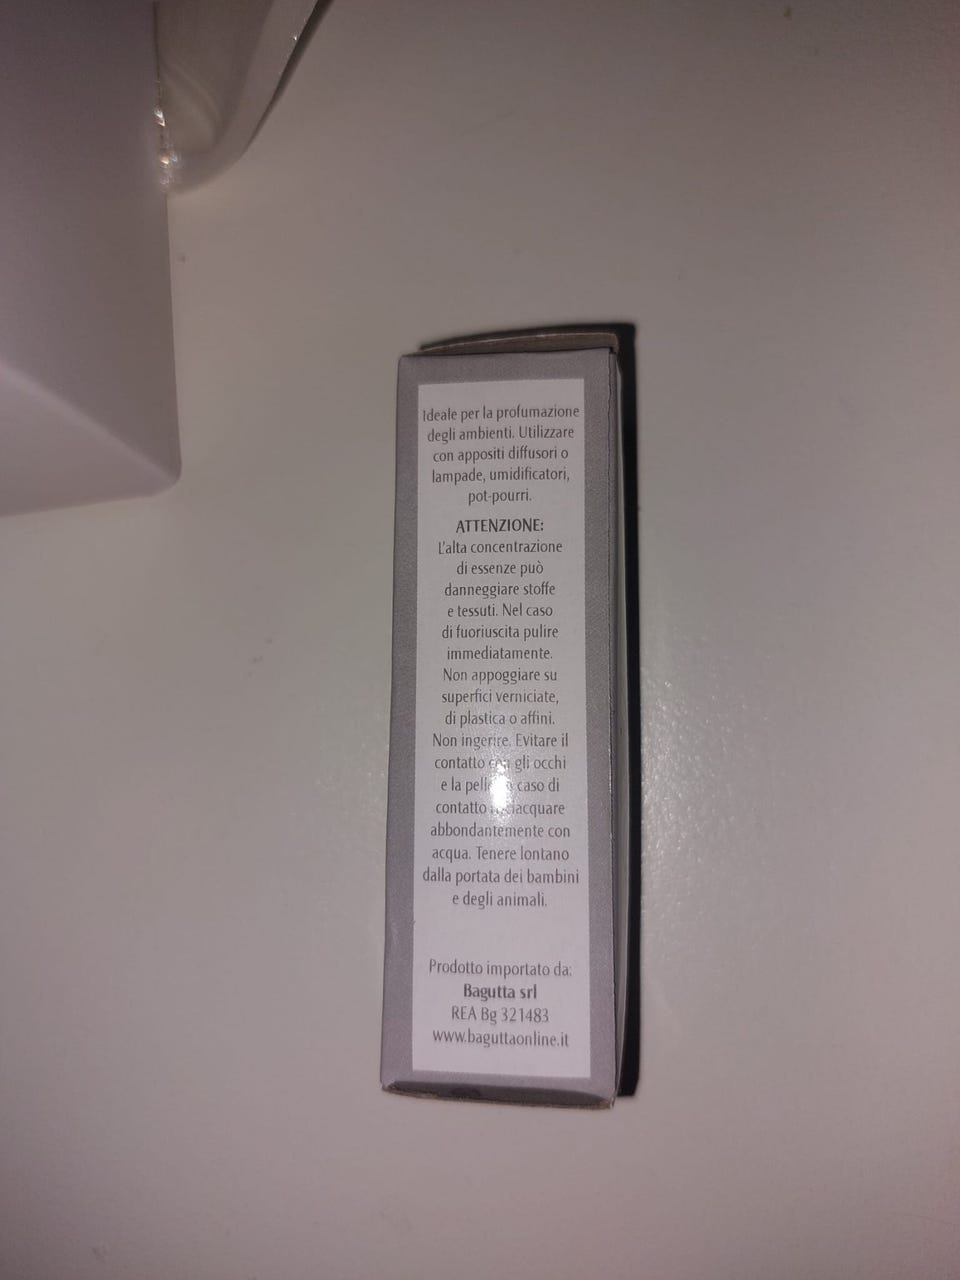 Ideale per la profumazione
degli ambienti. Utilizzare
con appositi diffusori o
lampade, umidificatori,
pot-pourri.
ATTENZIONE:
L'alta concentrazione
di essenze può
danneggiare stoffe
e tessuti. Nel caso
di fuoriuscita pulire
immediatamente.
Non appoggiare su
superfici verniciate,
di plastica o affini.
Non ingerire. Evitare il
contatto con gli occhi
e la pelle. caso di
contatto risciacquare
abbondantemente con
acqua. Tenere lontano
dalla portata dei bambini
e degli animali.
Prodotto importato da:
Bagutta srl
REA Bg 321483
www.baguttaonline.it